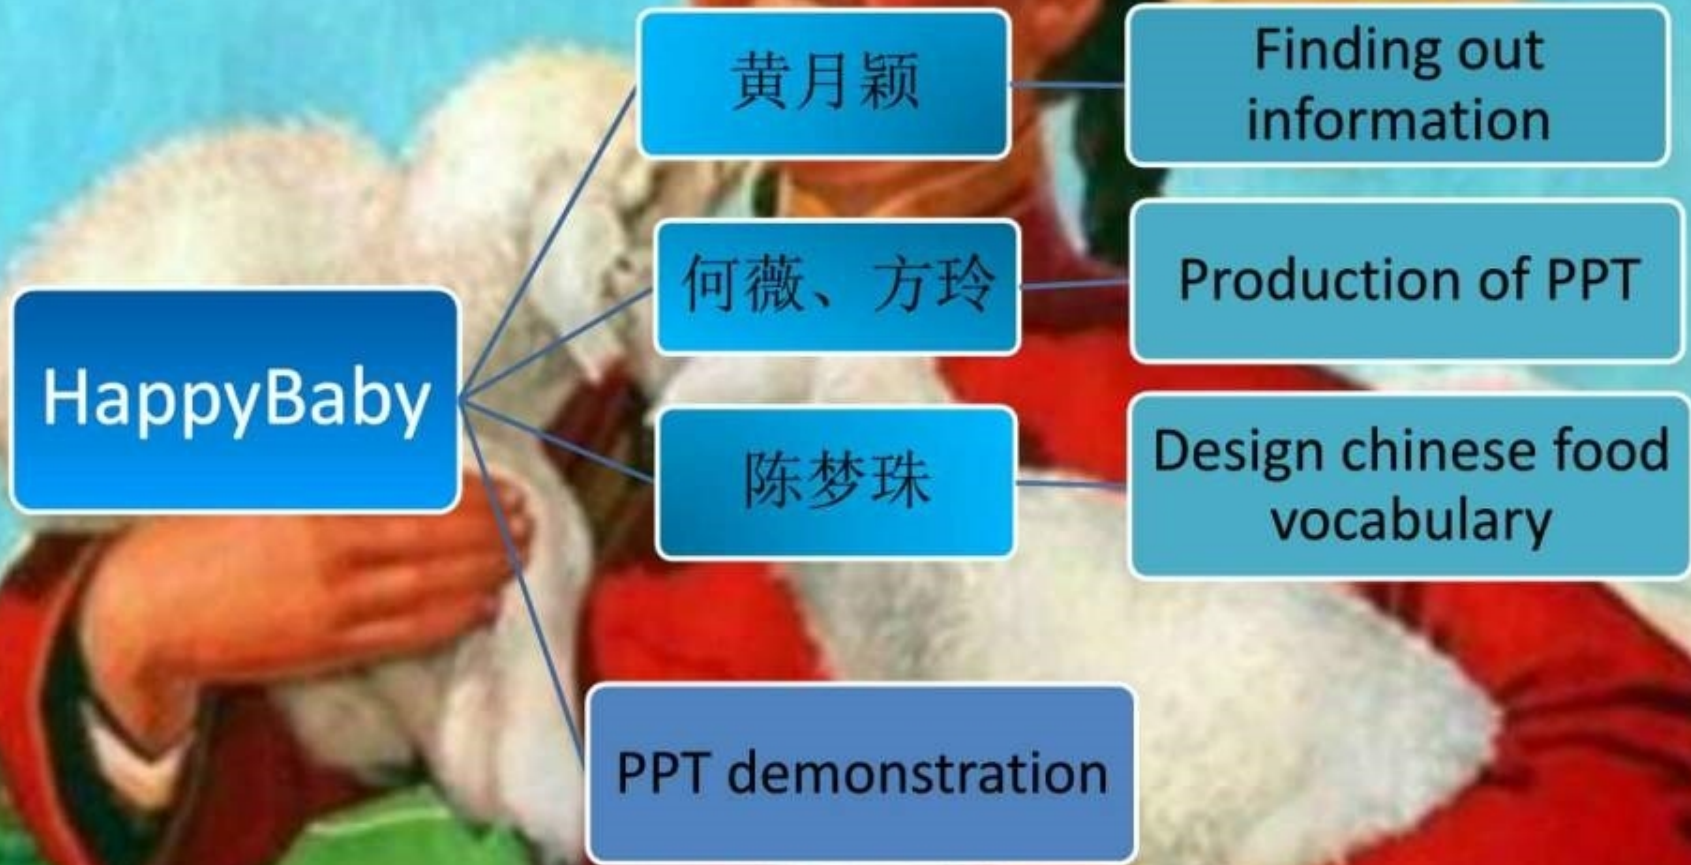 HappyBaby
黄月颖
Finding out
information
何薇、方玲
Production of PPT
陈梦珠
Design chinese food
vocabulary
PPT demonstration